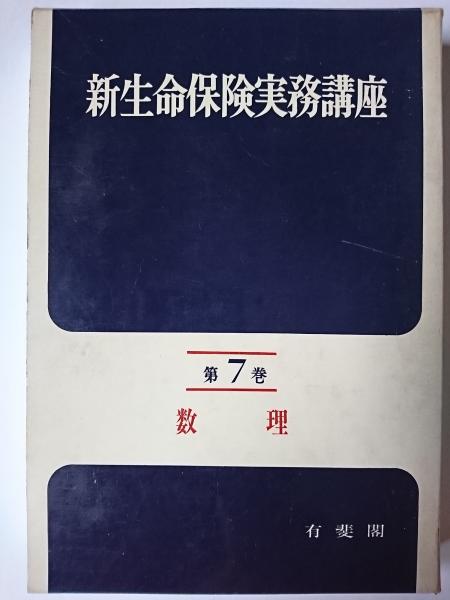 新生命保険実務講座
第7巻
数理
有斐閣